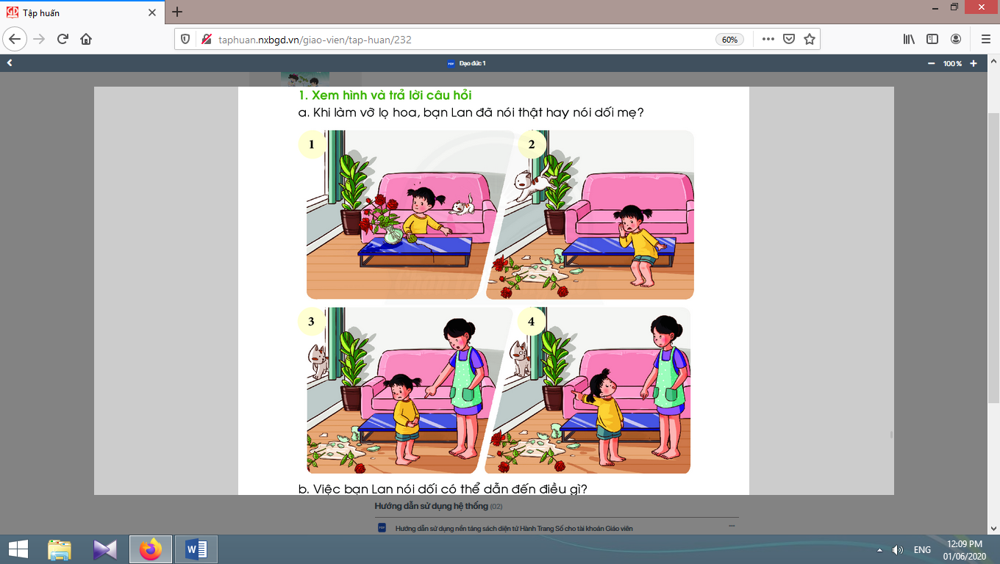 Tập huấn
taphuan.nxbgd.vn/giao-vien/tap-huan/232
60%
PDF Đạo đức 1
100%
1. Xem hình và trả lời câu hỏi
a. Khi làm vỡ lọ hoa, bạn Lan đã nói thật hay nói dối mẹ?
1
2
3
4
b. Việc bạn Lan nói dối có thể dẫn đến điều gì?
Hướng dẫn sử dụng hệ thống (02)
PDF Hướng dẫn sử dụng nền tảng sách điện tử Hành Trang Số cho tài khoản Giáo viên
ENG
12:09 PM
01/06/2020